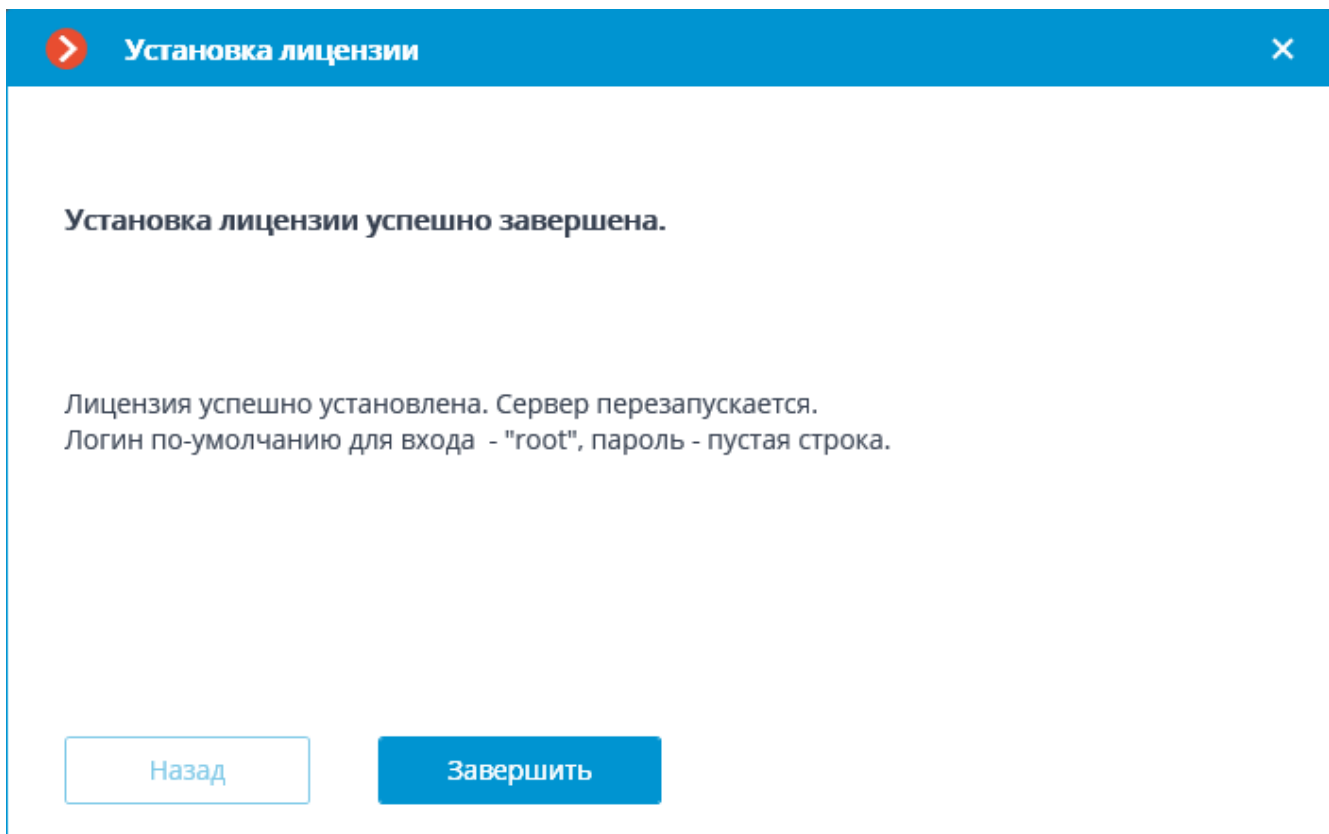 Установка лицензии
Установка лицензии успешно завершена.
Лицензия успешно установлена. Сервер перезапускается.
Логин по-умолчанию для входа  - "root", пароль - пустая строка.
Назад
Завершить